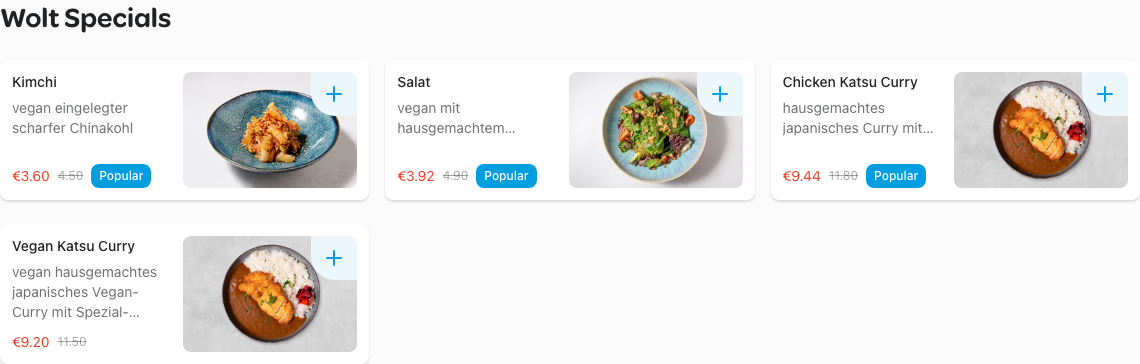 Wolt Specials
Kimchi
vegan eingelegter
scharfer Chinakohl
€3.60 4.50 Popular
Salat
vegan mit
hausgemachtem...
€3.92 4.90 Popular
Chicken Katsu Curry
hausgemachtes
japanisches Curry mit...
€9.44 11.80 Popular
Vegan Katsu Curry
vegan hausgemachtes
japanisches Vegan-
Curry mit Spezial-...
€9.20 11.50